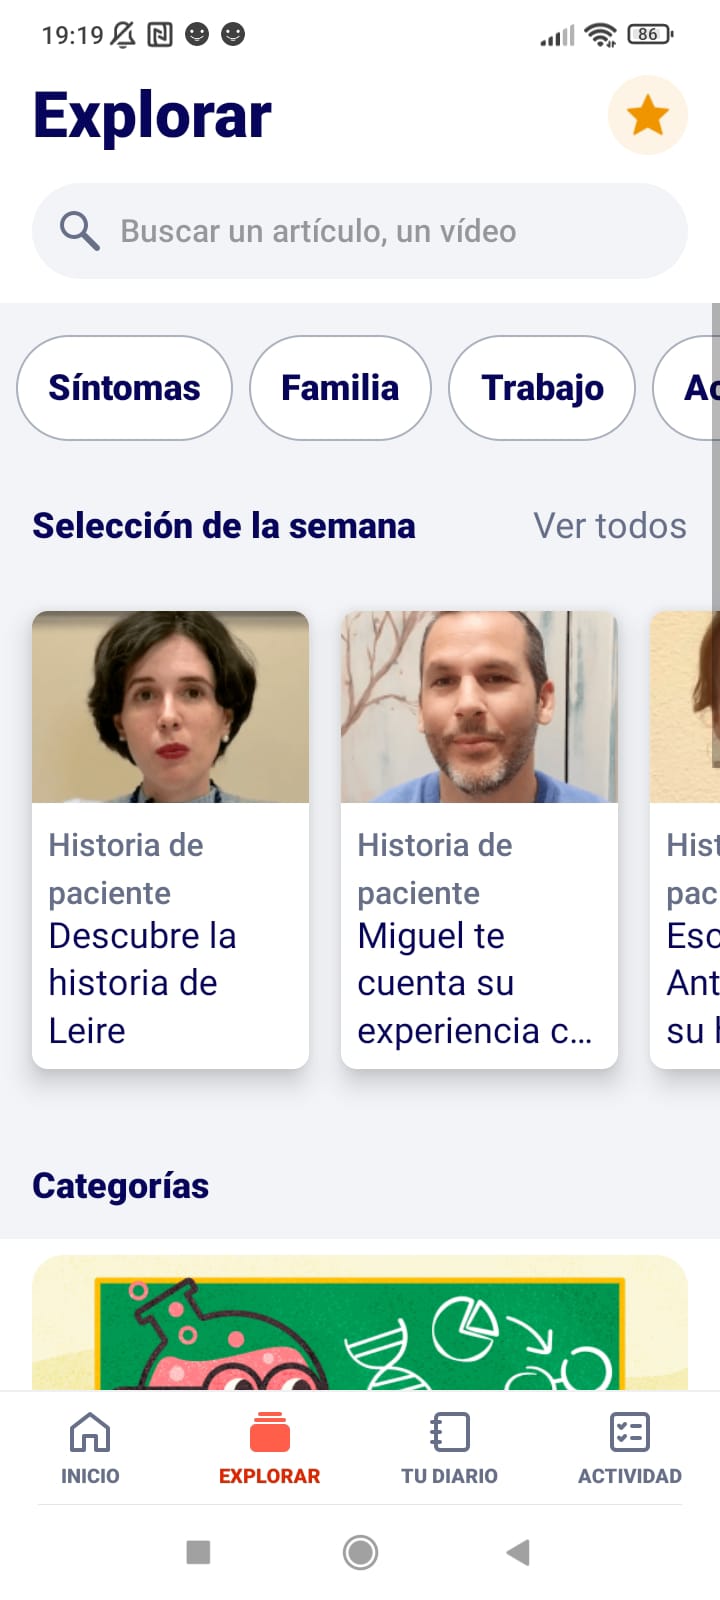 19:19 86
Explorar
Buscar un artículo, un vídeo
Síntomas Familia Trabajo Ac
Selección de la semana Ver todos
Historia de
paciente
Descubre la
historia de
Leire
Historia de
paciente
Miguel te
cuenta su
experiencia c...
Hist
pac
Esc
Ant
su h
Categorías
INICIO EXPLORAR TU DIARIO ACTIVIDAD